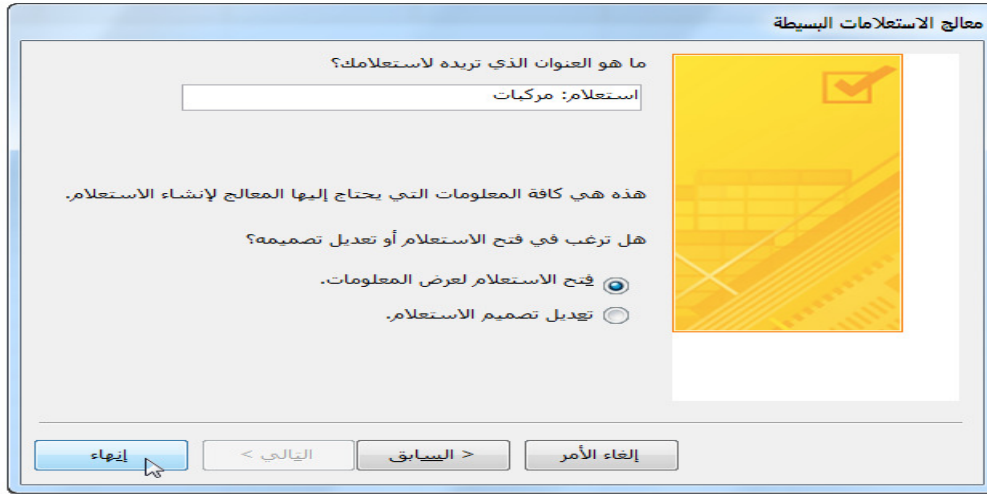 معالج الاستعلامات البسيطة
ما هو العنوان الذي تريده لاستعلامك؟
استعلام: مركبات
هذه هي كافة المعلومات التي يحتاج إليها المعالج لإنشاء الاستعلام.
هل ترغب في فتح الاستعلام أو تعديل تصميمه؟
فتح الاستعلام لعرض المعلومات.
تعديل تصميم الاستعلام.
إلغاء الأمر
< السابق
التالي >
إنهاء